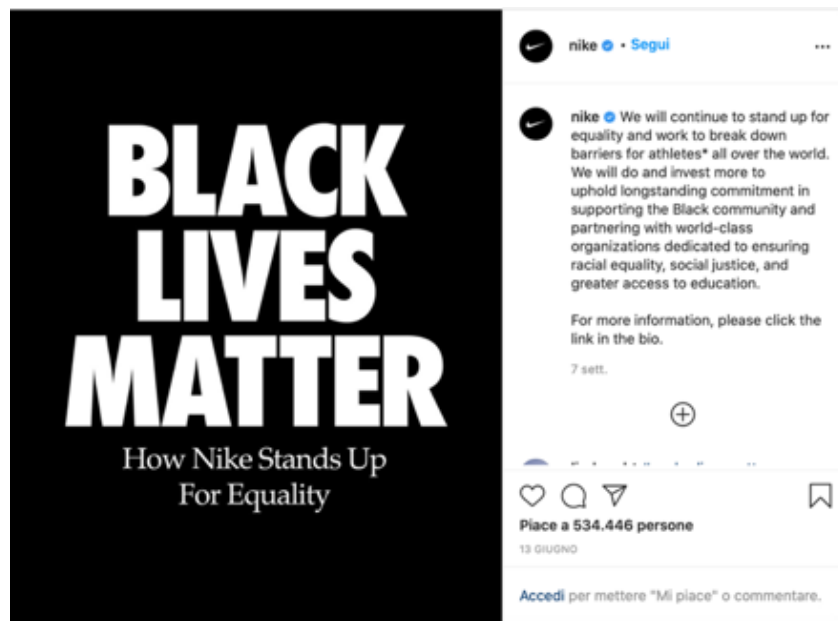 BLACK
LIVES
MATTER
How Nike Stands Up
For Equality
nike • Segui
nike We will continue to stand up for
equality and work to break down
barriers for athletes* all over the world.
We will do and invest more to
uphold longstanding commitment in
supporting the Black community and
partnering with world-class
organizations dedicated to ensuring
racial equality, social justice, and
greater access to education.
For more information, please click the
link in the bio.
7 sett.
Piace a 534.446 persone
13 GIUGNO
Accedi per mettere "Mi piace" o commentare.